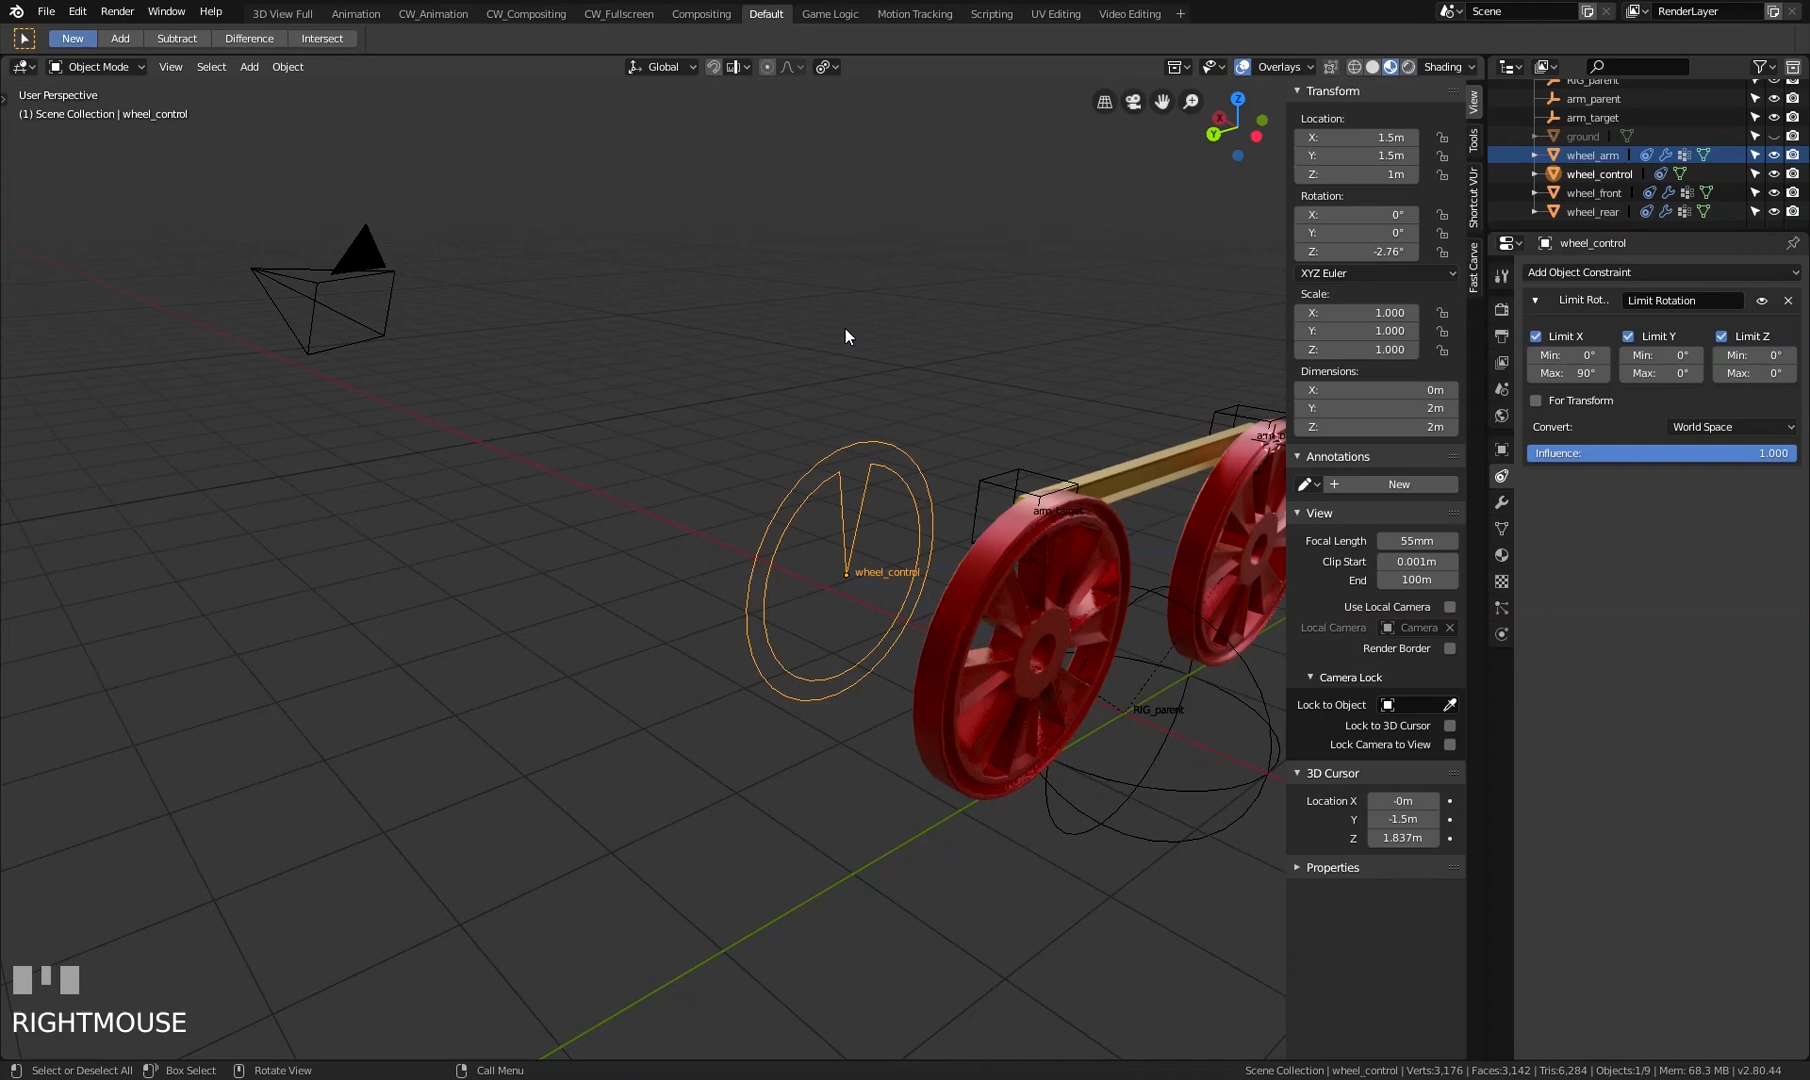 File Edit Render Window Help 3D View Full Animation CW_Animation CW_Compositing CW_Fullscreen Compositing Default Game Logic Motion Tracking Scripting UV Editing Video Editing + Scene RenderLayer
New Add Subtract Difference Intersect
Object Mode View Select Add Object Global Overlays Shading
User Perspective
(1) Scene Collection | wheel_control
Z
X
Y
wheel_control
arm_target
RIG_parent
RIGHTMOUSE
Transform
Location:
X: 1.5m
Y: 1.5m
Z: 1m
Rotation:
X: 0°
Y: 0°
Z: -2.76°
XYZ Euler
Scale:
X: 1.000
Y: 1.000
Z: 1.000
Dimensions:
X: 0m
Y: 2m
Z: 2m
Annotations
+ New
View
Focal Length 55mm
Clip Start 0.001m
End 100m
Use Local Camera
Local Camera Camera
Render Border
Camera Lock
Lock to Object
Lock to 3D Cursor
Lock Camera to View
3D Cursor
Location X -0m
Y -1.5m
Z 1.837m
Properties
View
Tools
Shortcut VUr
Fast Carve
RIG_parent
arm_parent
arm_target
ground
wheel_arm
wheel_control
wheel_front
wheel_rear
wheel_control
Add Object Constraint
Limit Rot.. Limit Rotation
Limit X Limit Y Limit Z
Min: 0° Min: 0° Min: 0°
Max: 90° Max: 0° Max: 0°
For Transform
Convert: World Space
Influence: 1.000
Select or Deselect All Box Select Rotate View Call Menu Scene Collection | wheel_control | Verts:3,176 | Faces:3,142 | Tris:6,284 | Objects:1/9 | Mem: 68.3 MB | v2.80.44